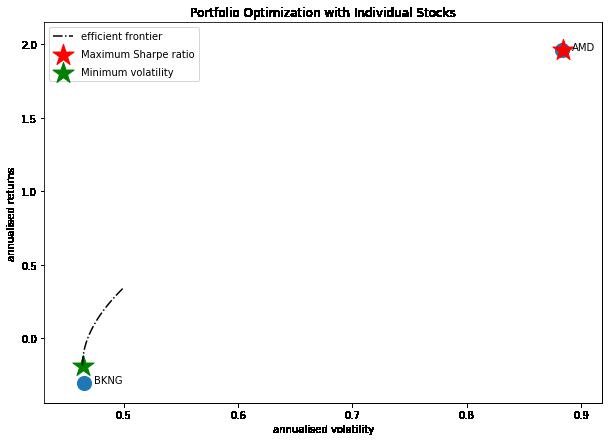 Portfolio Optimization with Individual Stocks
efficient frontier
Maximum Sharpe ratio
Minimum volatility
AMD
2.0
1.5
1.0
0.5
0.0
annualised returns
BKNG
0.5
0.6
0.7
0.8
0.9
annualised volatility